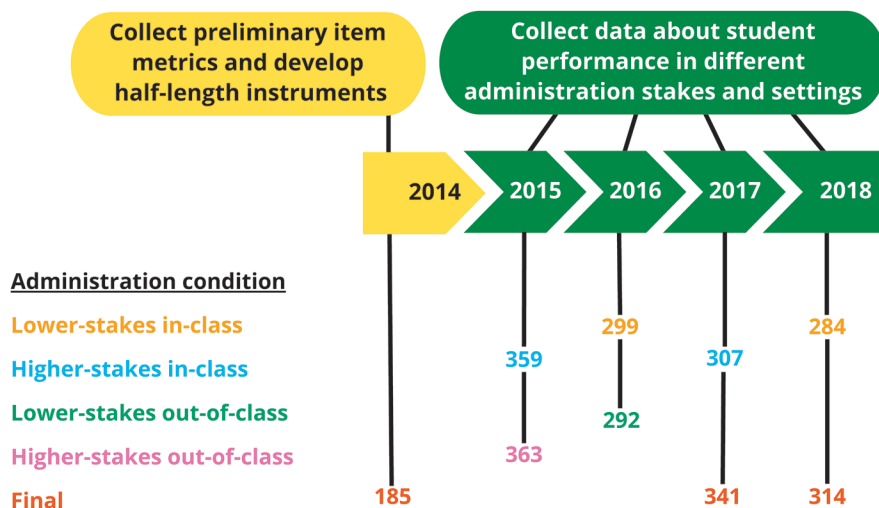 Collect preliminary item
metrics and develop
half-length instruments
Collect data about student
performance in different
administration stakes and settings
2014 2015 2016 2017 2018
Administration condition
Lower-stakes in-class 299 284
Higher-stakes in-class 359 307
Lower-stakes out-of-class 292
Higher-stakes out-of-class 363
Final 185 341 314